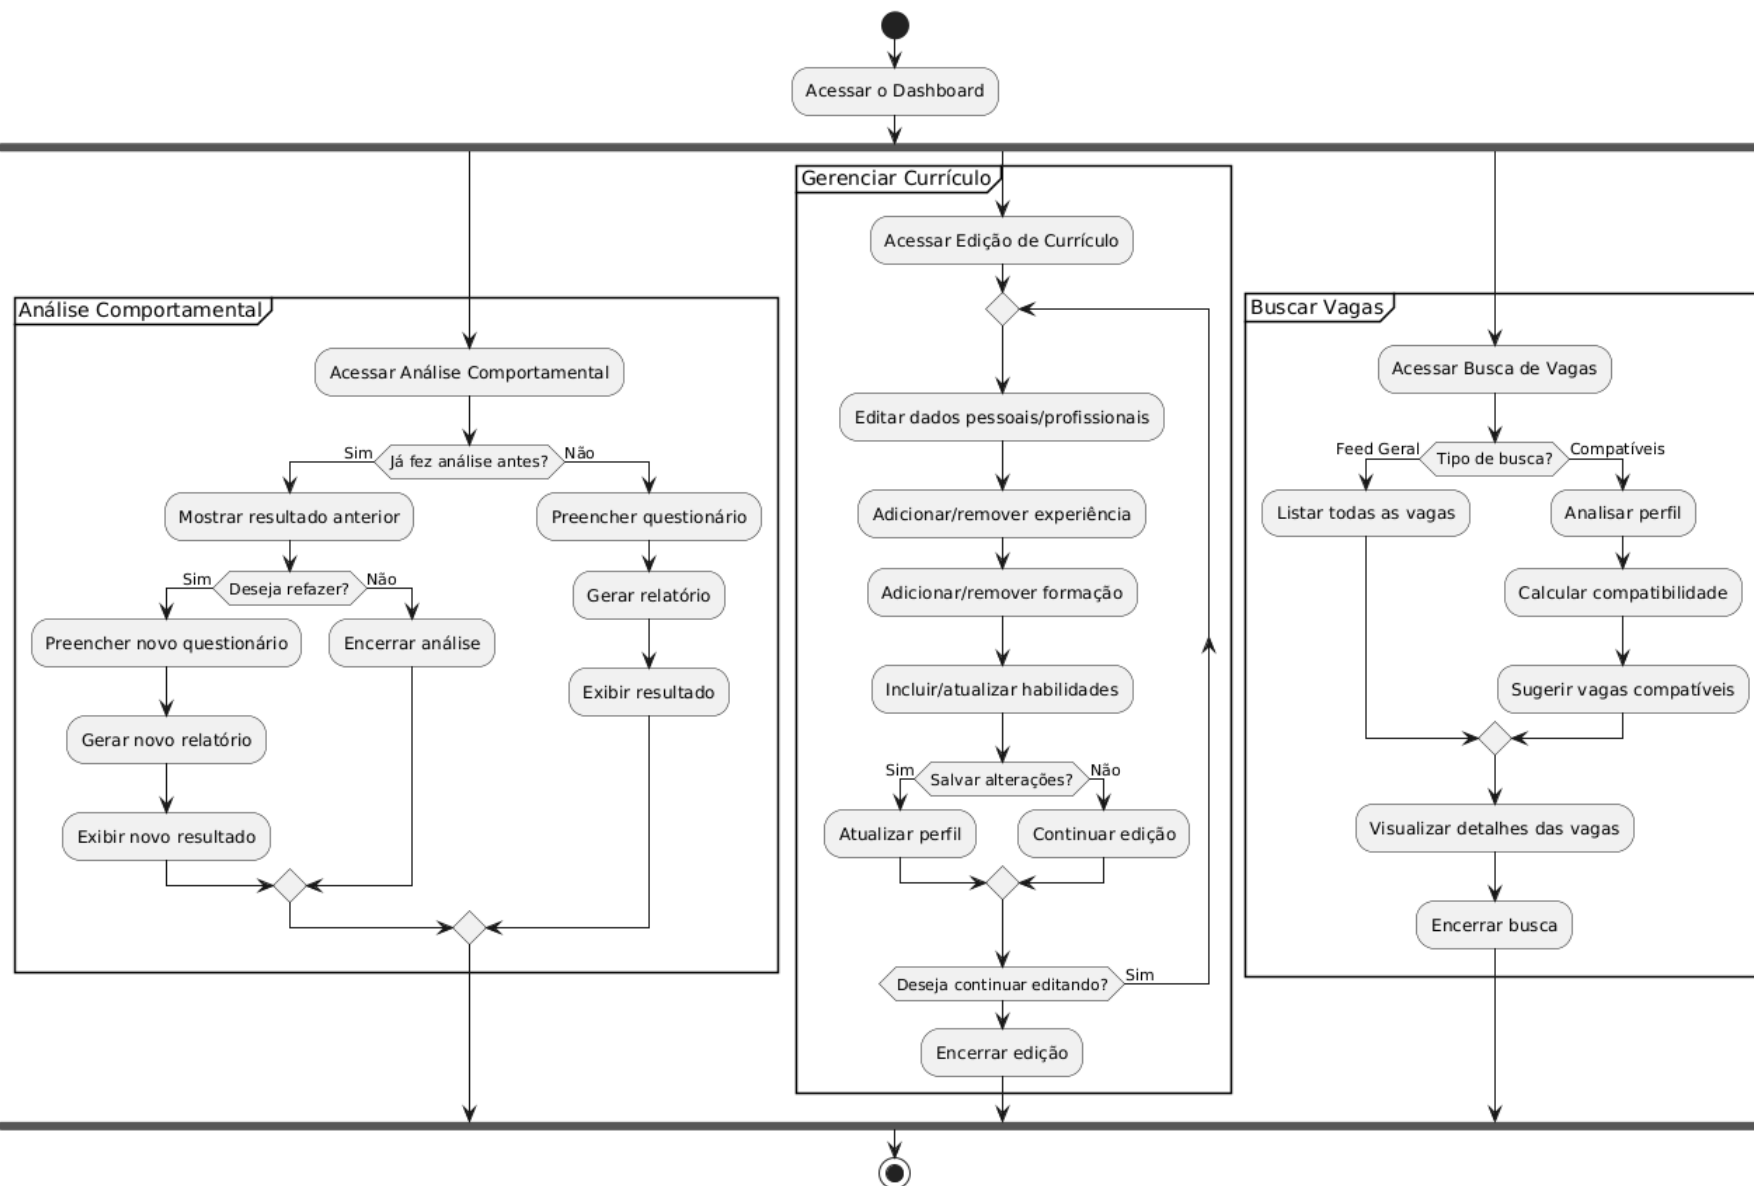 Acessar o Dashboard
Análise Comportamental
Acessar Análise Comportamental
Já fez análise antes?
Sim
Não
Mostrar resultado anterior
Deseja refazer?
Sim
Não
Preencher novo questionário
Gerar novo relatório
Exibir novo resultado
Encerrar análise
Preencher questionário
Gerar relatório
Exibir resultado
Gerenciar Currículo
Acessar Edição de Currículo
Editar dados pessoais/profissionais
Adicionar/remover experiência
Adicionar/remover formação
Incluir/atualizar habilidades
Salvar alterações?
Sim
Não
Atualizar perfil
Continuar edição
Deseja continuar editando?
Sim
Encerrar edição
Buscar Vagas
Acessar Busca de Vagas
Tipo de busca?
Feed Geral
Compatíveis
Listar todas as vagas
Analisar perfil
Calcular compatibilidade
Sugerir vagas compatíveis
Visualizar detalhes das vagas
Encerrar busca